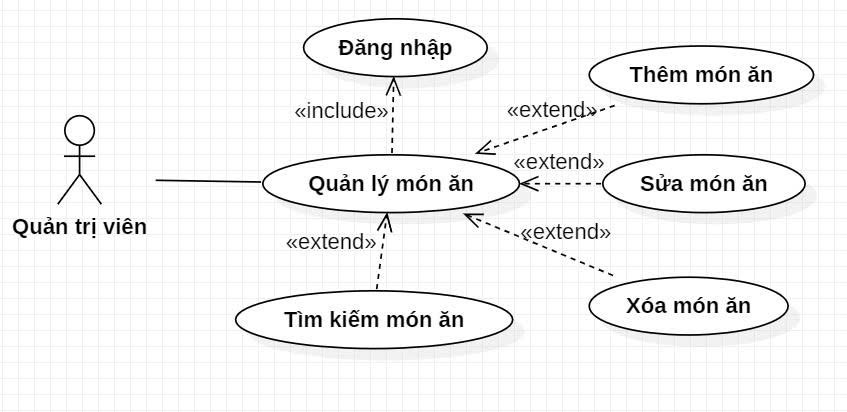 Đăng nhập
Thêm món ăn
«include»
«extend»
«extend»
Quản lý món ăn
Sửa món ăn
Quản trị viên
«extend»
«extend»
Xóa món ăn
Tìm kiếm món ăn